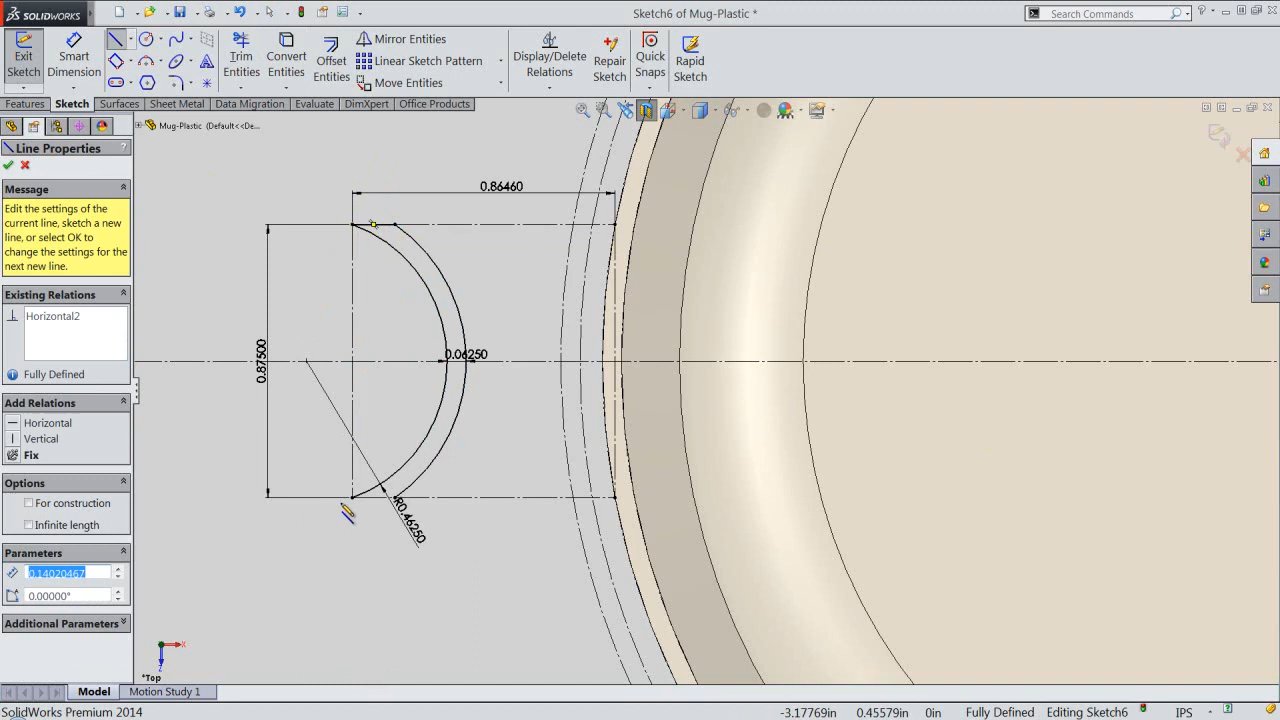 SOLIDWORKS
Sketch6 of Mug-Plastic *
Search Commands
Exit Sketch
Smart Dimension
Trim Entities
Convert Entities
Offset Entities
Mirror Entities
Linear Sketch Pattern
Move Entities
Display/Delete Relations
Repair Sketch
Quick Snaps
Rapid Sketch
Features
Sketch
Surfaces
Sheet Metal
Data Migration
Evaluate
DimXpert
Office Products
Mug-Plastic (Default<<De...
Line Properties
?
Message
Edit the settings of the
current line, sketch a new
line, or select OK to
change the settings for the
next new line.
Existing Relations
Horizontal2
Fully Defined
Add Relations
Horizontal
Vertical
Fix
Options
For construction
Infinite length
Parameters
0.14020467
0.00000°
Additional Parameters
0.86460
0.87500
0.06250
R0.46250
X
Z
*Top
Model
Motion Study 1
SolidWorks Premium 2014
-3.17769in
0.45579in
0in
Fully Defined
Editing Sketch6
IPS